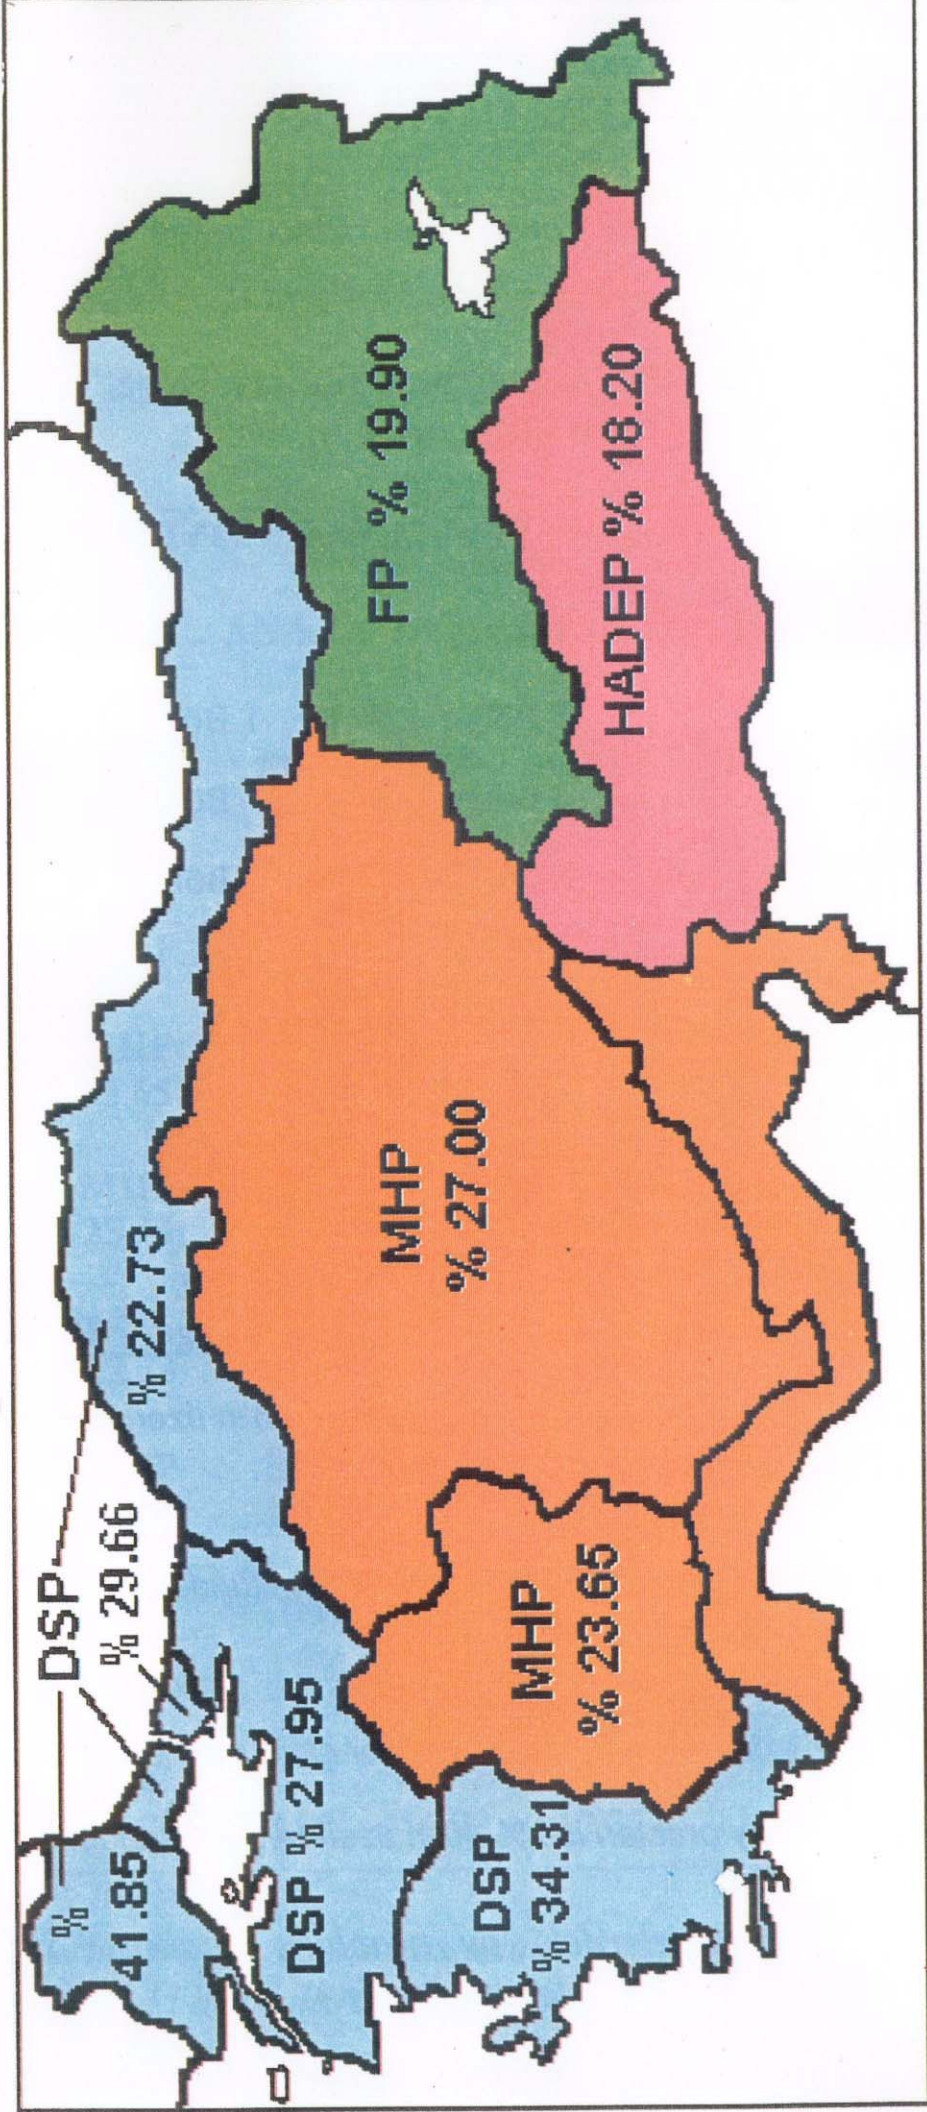 DSP
% 29.66
%
41.85
% 22.73
DSP % 27.95
DSP
% 34.31
MHP
% 23.65
MHP
% 27.00
FP % 19.90
HADEP % 18.20